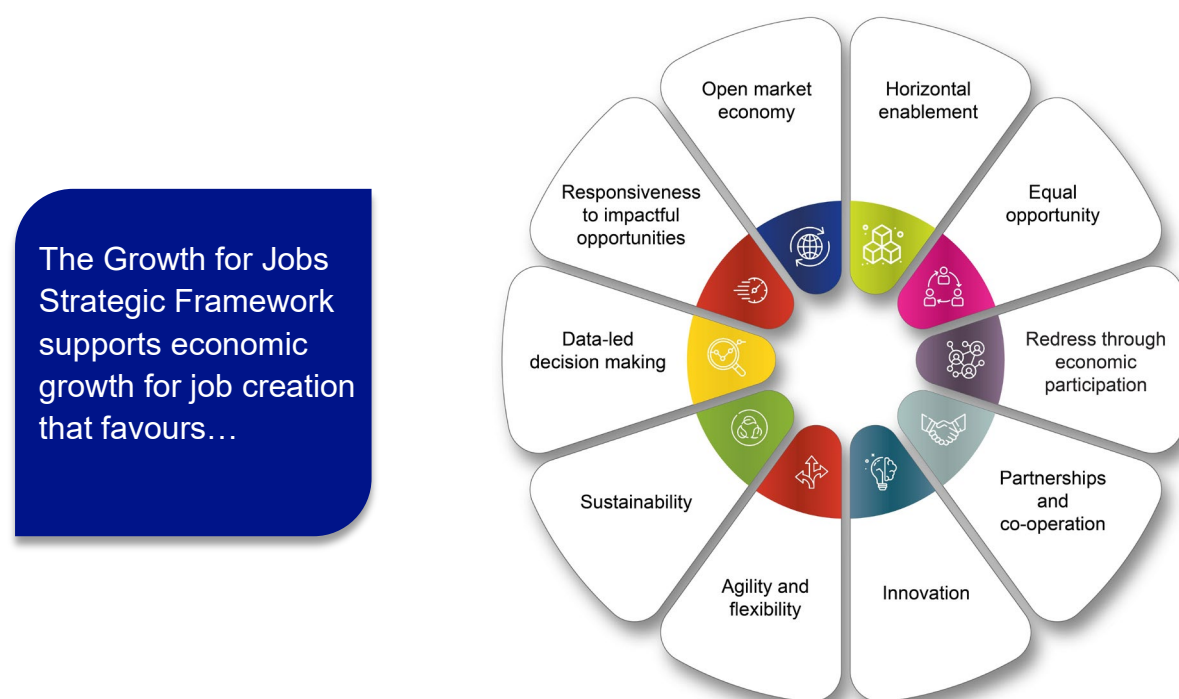 The Growth for Jobs
Strategic Framework
supports economic
growth for job creation
that favours…
Open market
economy
Horizontal
enablement
Equal
opportunity
Redress through
economic
participation
Partnerships
and
co-operation
Innovation
Agility and
flexibility
Sustainability
Data-led
decision making
Responsiveness
to impactful
opportunities